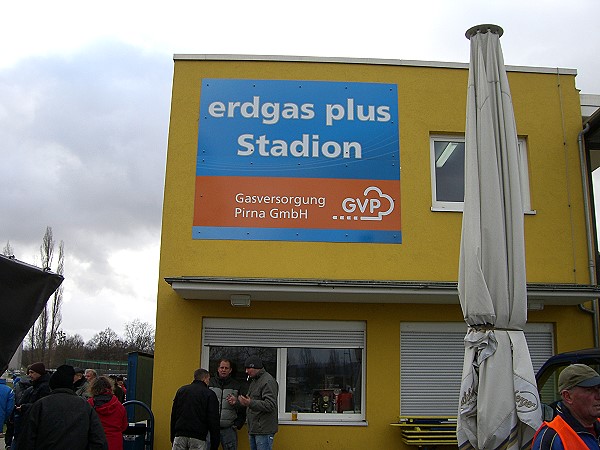 erdgas plus
Stadion
Gasversorgung
Pirna GmbH
GVP